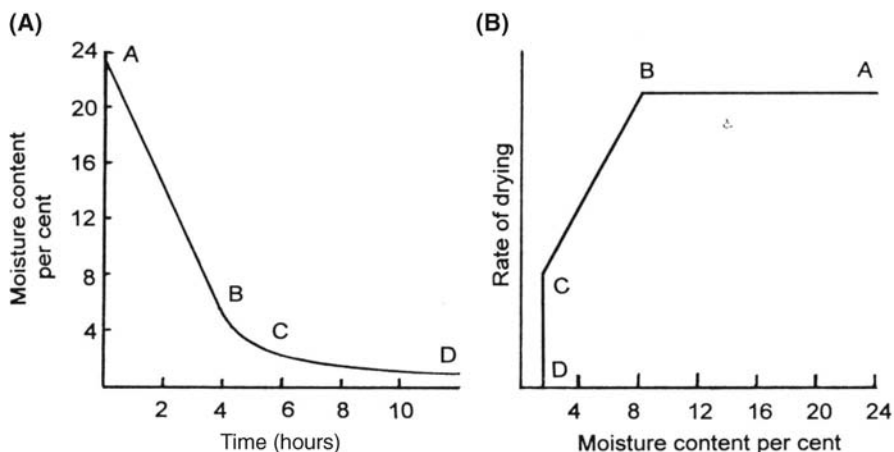 (A)
24
20
16
12
8
4
Moisture content
per cent
A
B
C
D
2
4
6
8
10
Time (hours)
(B)
Rate of drying
B
A
C
D
4
8
12
16
20
24
Moisture content per cent